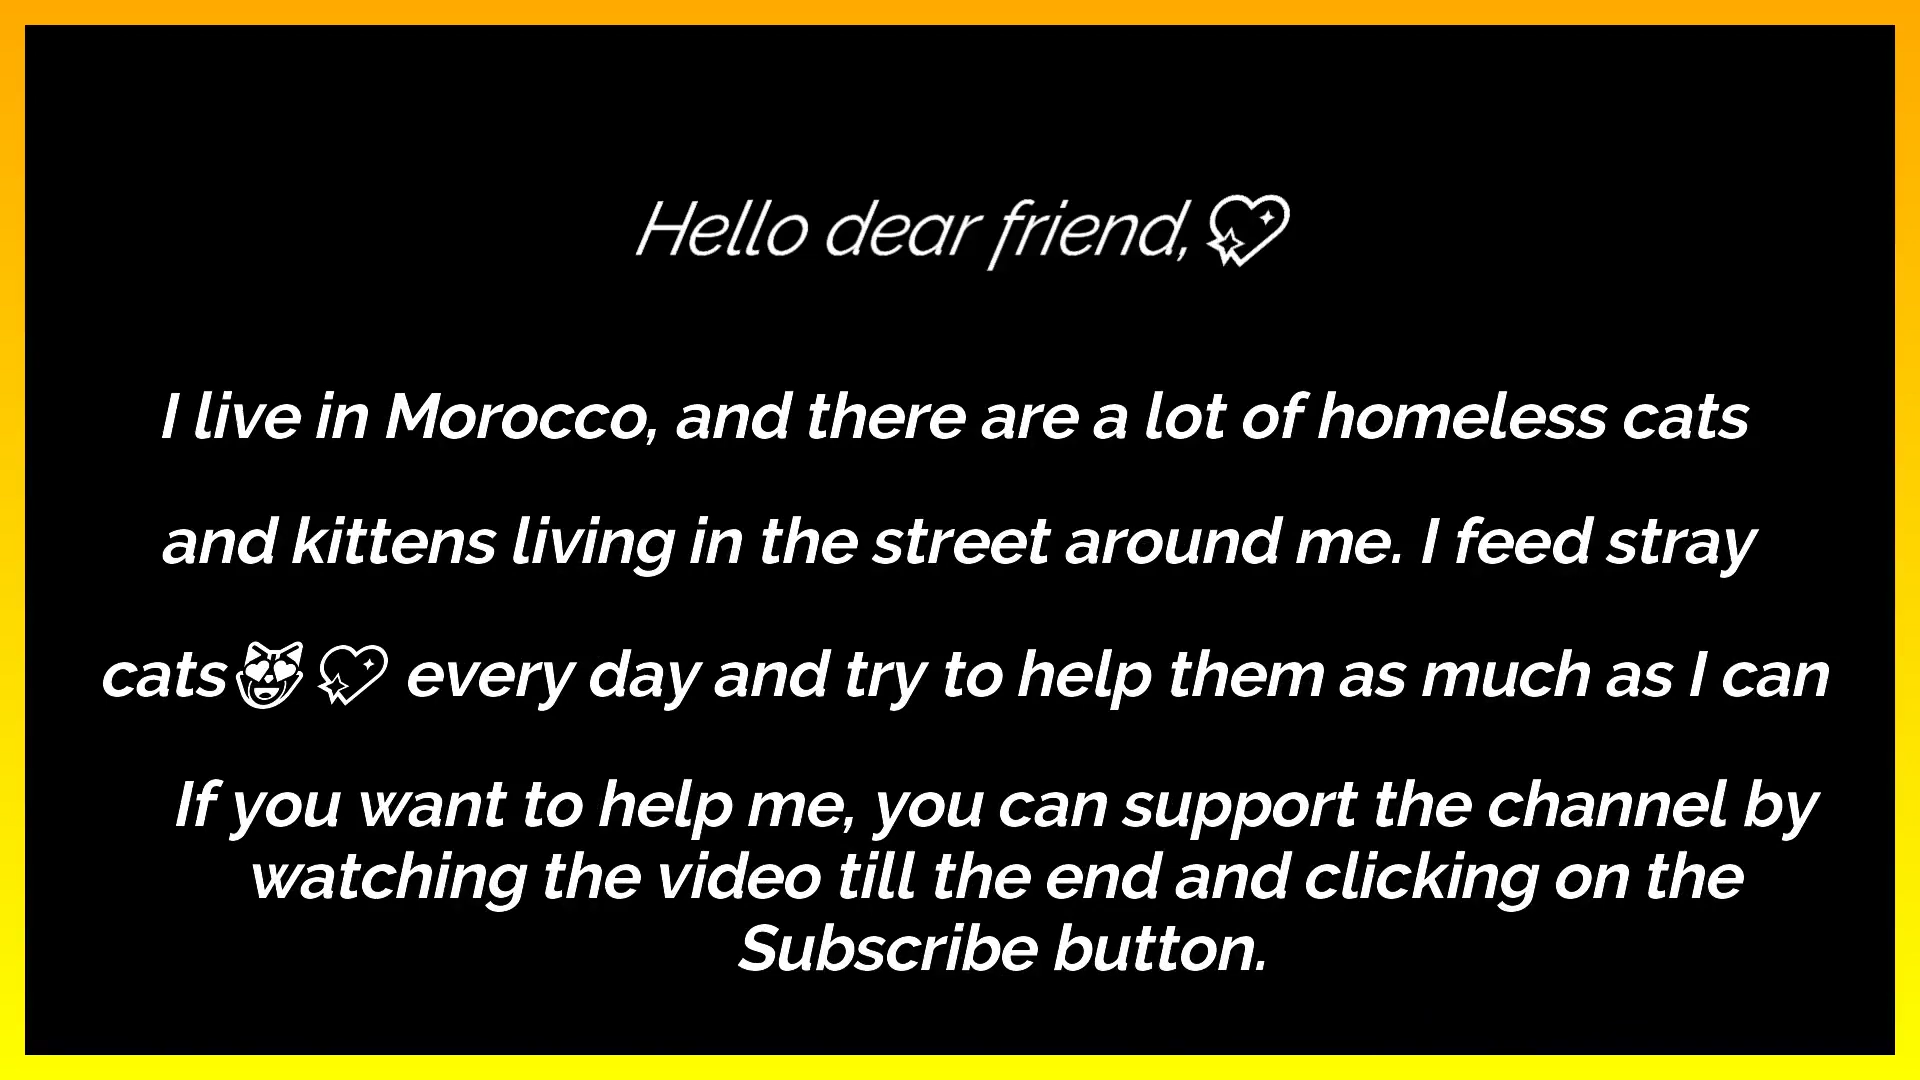 Hello dear friend,💖
I live in Morocco, and there are a lot of homeless cats
and kittens living in the street around me. I feed stray
cats😻💖 every day and try to help them as much as I can
If you want to help me, you can support the channel by
watching the video till the end and clicking on the
Subscribe button.